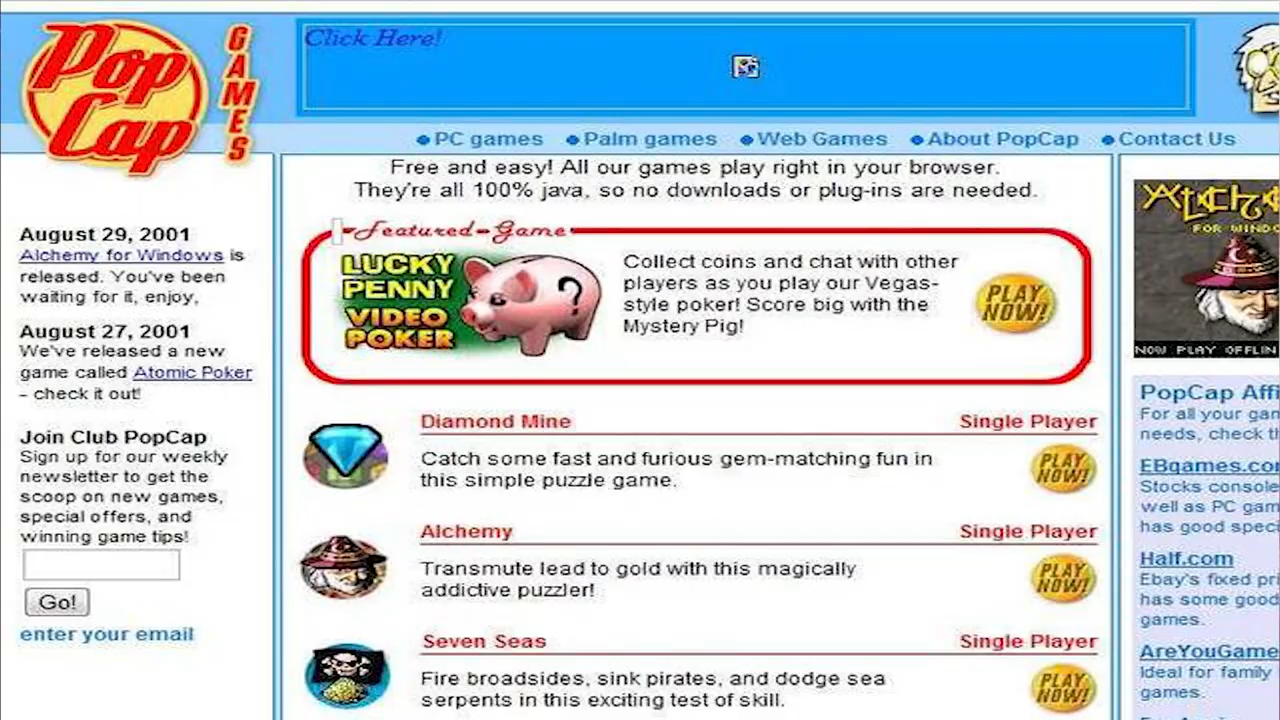 Pop Cap GAMES
Click Here!
PC games Palm games Web Games About PopCap Contact Us
Free and easy! All our games play right in your browser.
They're all 100% java, so no downloads or plug-ins are needed.
August 29, 2001
Alchemy for Windows is
released. You've been
waiting for it, enjoy,
August 27, 2001
We've released a new
game called Atomic Poker
- check it out!
Join Club PopCap
Sign up for our weekly
newsletter to get the
scoop on new games,
special offers, and
winning game tips!
Go!
enter your email
Featured Game
LUCKY
PENNY
VIDEO
POKER
Collect coins and chat with other
players as you play our Vegas-
style poker! Score big with the
Mystery Pig!
PLAY
NOW!
Diamond Mine Single Player
Catch some fast and furious gem-matching fun in
this simple puzzle game.
PLAY
NOW!
Alchemy Single Player
Transmute lead to gold with this magically
addictive puzzler!
PLAY
NOW!
Seven Seas Single Player
Fire broadsides, sink pirates, and dodge sea
serpents in this exciting test of skill.
PLAY
NOW!
FOR
NOW PLAY
PopCap
For all your
needs, check
EBgames.
Stocks
well as PC
has good
Half.com
Ebay's fixed
has some good
games.
AreYouGame
Ideal for family
games.